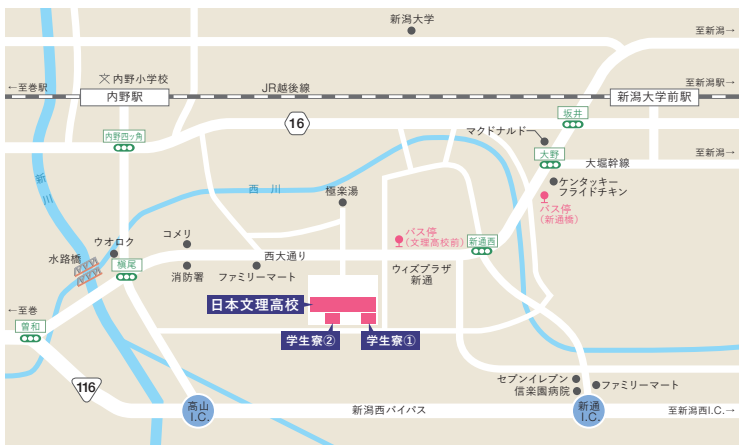 新潟大学
至新潟→
内野小学校
←至巻駅
JR越後線
至新潟駅→
内野駅
新潟大学前駅
坂井
16
内野四ッ角
マクドナルド
大野
大堀幹線
至新潟→
ケンタッキー
フライドチキン
新川
西川
極楽湯
バス停
(新通橋)
コメリ
バス停
(文理高校前)
新通西
ウオロク
水路橋
槇尾
西大通り
消防署
ファミリーマート
ウィズプラザ
新通
←至巻
曽和
日本文理高校
学生寮②
学生寮①
セブンイレブン
信楽園病院
ファミリーマート
116
高山
I.C.
新潟西バイパス
新通
I.C.
至新潟西I.C.→